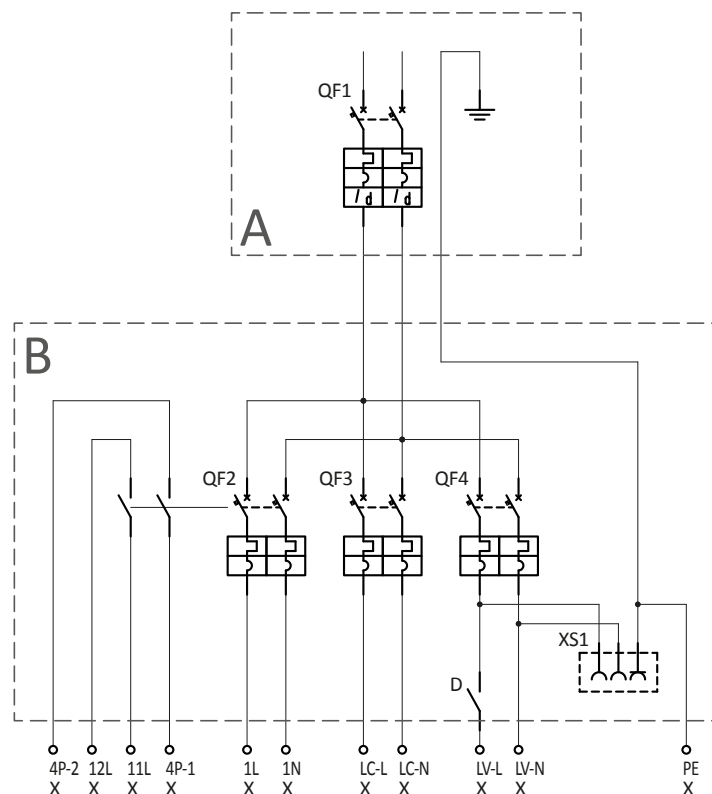 QF1
I d I d
A
B
QF2 QF3 QF4
XS1
D
4P-2 12L 11L 4P-1 1L 1N LC-L LC-N LV-L LV-N PE
X X X X X X X X X X X